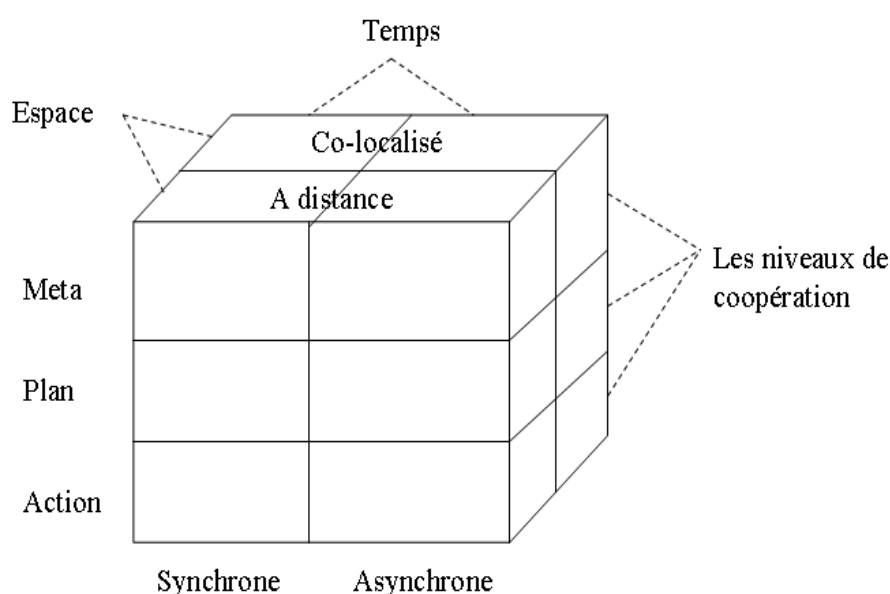 Temps
Espace
Co-localisé
A distance
Les niveaux de
coopération
Meta
Plan
Action
Synchrone
Asynchrone